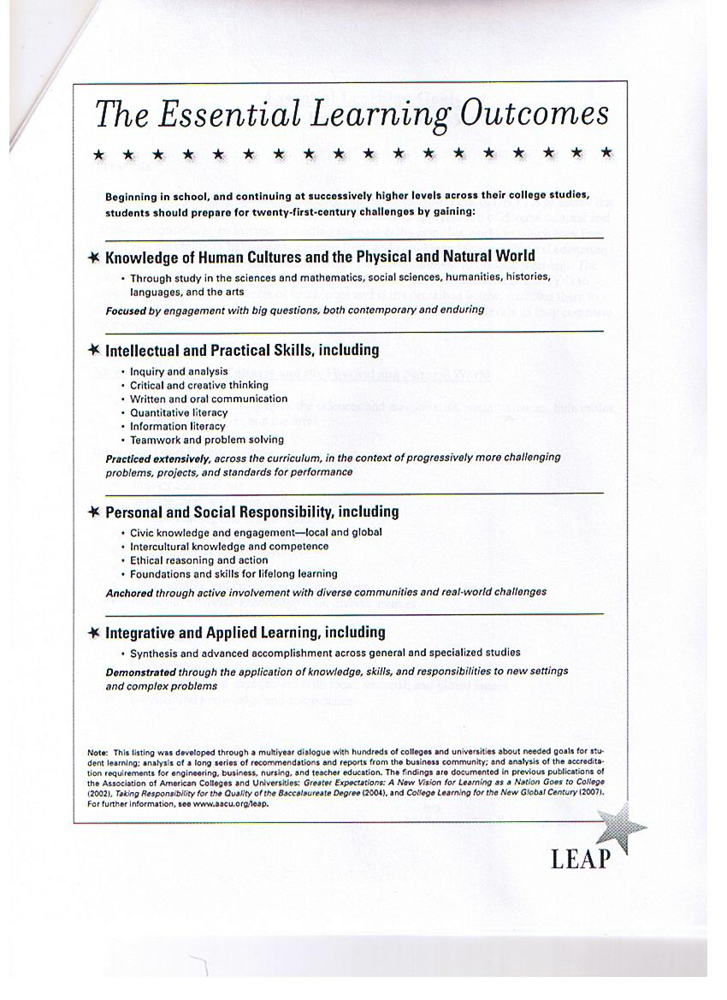 The Essential Learning Outcomes
★ ★ ★ ★ ★ ★ ★ ★ ★ ★ ★ ★ ★ ★ ★ ★ ★ ★
Beginning in school, and continuing at successively higher levels across their college studies,
students should prepare for twenty-first-century challenges by gaining:
★ Knowledge of Human Cultures and the Physical and Natural World
• Through study in the sciences and mathematics, social sciences, humanities, histories,
languages, and the arts
Focused by engagement with big questions, both contemporary and enduring
★ Intellectual and Practical Skills, including
• Inquiry and analysis
• Critical and creative thinking
• Written and oral communication
• Quantitative literacy
• Information literacy
• Teamwork and problem solving
Practiced extensively, across the curriculum, in the context of progressively more challenging
problems, projects, and standards for performance
★ Personal and Social Responsibility, including
• Civic knowledge and engagement—local and global
• Intercultural knowledge and competence
• Ethical reasoning and action
• Foundations and skills for lifelong learning
Anchored through active involvement with diverse communities and real-world challenges
★ Integrative and Applied Learning, including
• Synthesis and advanced accomplishment across general and specialized studies
Demonstrated through the application of knowledge, skills, and responsibilities to new settings
and complex problems
Note: This listing was developed through a multiyear dialogue with hundreds of colleges and universities about needed goals for stu-
dent learning; analysis of a long series of recommendations and reports from the business community; and analysis of the accredita-
tion requirements for engineering, business, nursing, and teacher education. The findings are documented in previous publications of
the Association of American Colleges and Universities: Greater Expectations: A New Vision for Learning as a Nation Goes to College
(2002), Taking Responsibility for the Quality of the Baccalaureate Degree (2004), and College Learning for the New Global Century (2007).
For further information, see www.aacu.org/leap.
LEAP